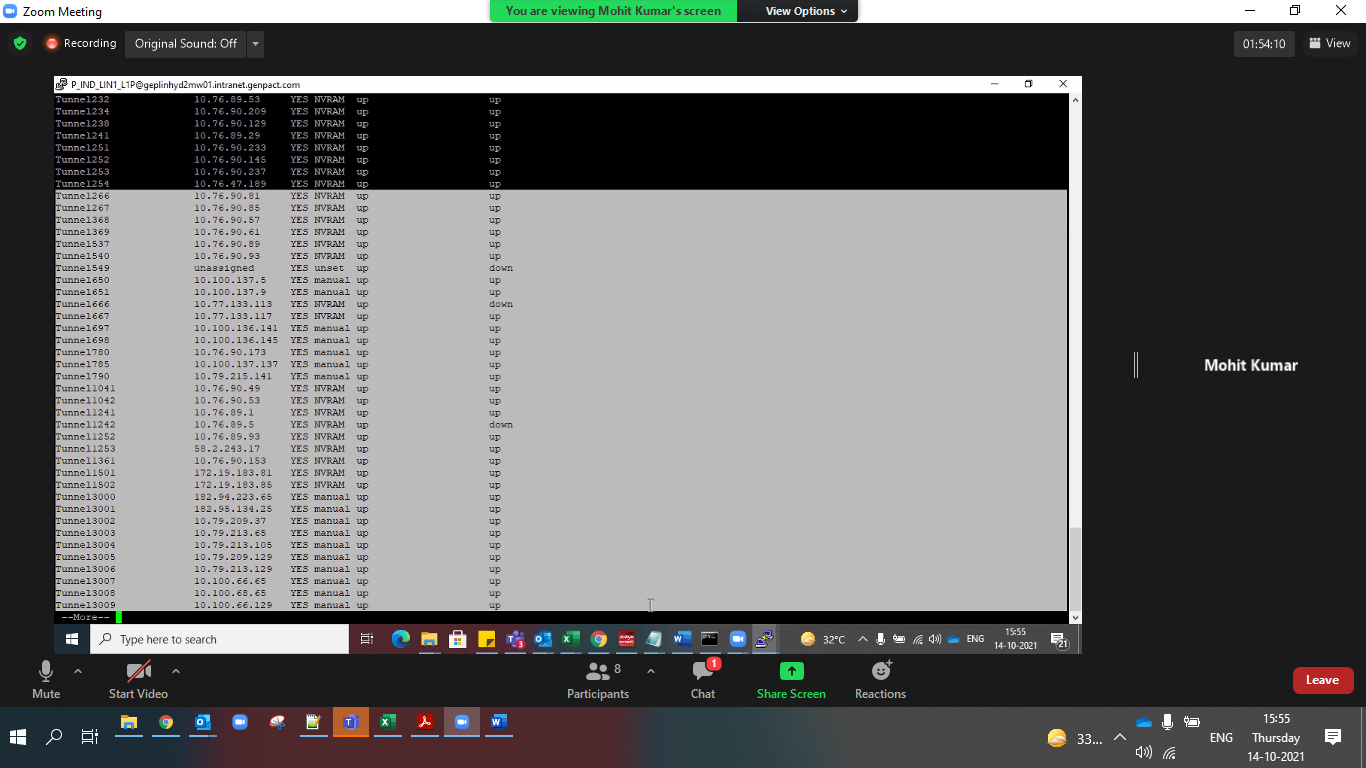 Zoom Meeting
You are viewing Mohit Kumar's screen
View Options
Recording
Original Sound: Off
01:54:10
View
P_IND_LIN1_L1P@geplinhyd2mw01.intranet.genpact.com
Tunnel232 10.76.89.53 YES NVRAM up up
Tunnel234 10.76.90.209 YES NVRAM up up
Tunnel238 10.76.90.129 YES NVRAM up up
Tunnel241 10.76.89.29 YES NVRAM up up
Tunnel251 10.76.90.233 YES NVRAM up up
Tunnel252 10.76.90.145 YES NVRAM up up
Tunnel253 10.76.90.237 YES NVRAM up up
Tunnel254 10.76.47.189 YES NVRAM up up
Tunnel266 10.76.90.81 YES NVRAM up up
Tunnel267 10.76.90.85 YES NVRAM up up
Tunnel368 10.76.90.57 YES NVRAM up up
Tunnel369 10.76.90.61 YES NVRAM up up
Tunnel537 10.76.90.89 YES NVRAM up up
Tunnel540 10.76.90.93 YES NVRAM up up
Tunnel549 unassigned YES unset up down
Tunnel650 10.100.137.5 YES manual up up
Tunnel651 10.100.137.9 YES manual up up
Tunnel666 10.77.133.113 YES NVRAM up down
Tunnel667 10.77.133.117 YES NVRAM up up
Tunnel697 10.100.136.141 YES manual up up
Tunnel698 10.100.136.145 YES manual up up
Tunnel780 10.76.90.173 YES manual up up
Tunnel785 10.100.137.137 YES manual up up
Tunnel790 10.79.215.141 YES manual up up
Tunnel1041 10.76.90.49 YES NVRAM up up
Tunnel1042 10.76.90.53 YES NVRAM up up
Tunnel1241 10.76.89.1 YES NVRAM up up
Tunnel1242 10.76.89.5 YES NVRAM up down
Tunnel1252 10.76.89.93 YES NVRAM up up
Tunnel1253 58.2.243.17 YES NVRAM up up
Tunnel1361 10.76.90.153 YES NVRAM up up
Tunnel1501 172.19.183.81 YES NVRAM up up
Tunnel1502 172.19.183.85 YES NVRAM up up
Tunnel3000 182.94.223.65 YES manual up up
Tunnel3001 182.95.134.25 YES manual up up
Tunnel3002 10.79.209.37 YES manual up up
Tunnel3003 10.79.213.65 YES manual up up
Tunnel3004 10.79.213.105 YES manual up up
Tunnel3005 10.79.209.129 YES manual up up
Tunnel3006 10.79.213.129 YES manual up up
Tunnel3007 10.100.66.65 YES manual up up
Tunnel3008 10.100.68.65 YES manual up up
Tunnel3009 10.100.66.129 YES manual up up
--More--
Mohit Kumar
Type here to search
3
32°C
ENG
15:55
14-10-2021
21
Mute
Start Video
8
Participants
1
Chat
Share Screen
Reactions
Leave
33...
ENG
15:55
Thursday
14-10-2021